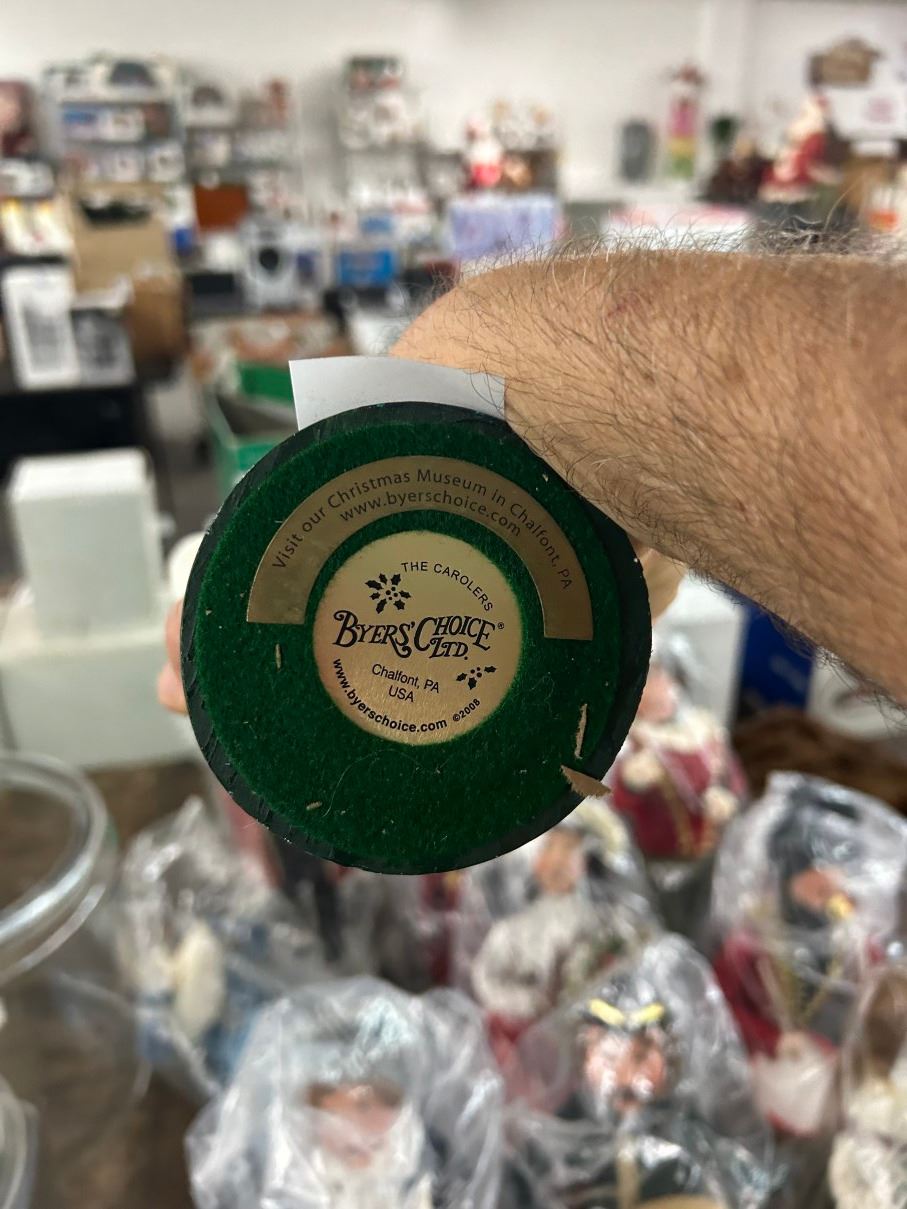 Visit our Christmas Museum in Chalfont, PA
www.byerschoice.com
THE CAROLERS
BYERS' CHOICE®
LTD.
Chalfont, PA
USA
www.byerschoice.com ©2008